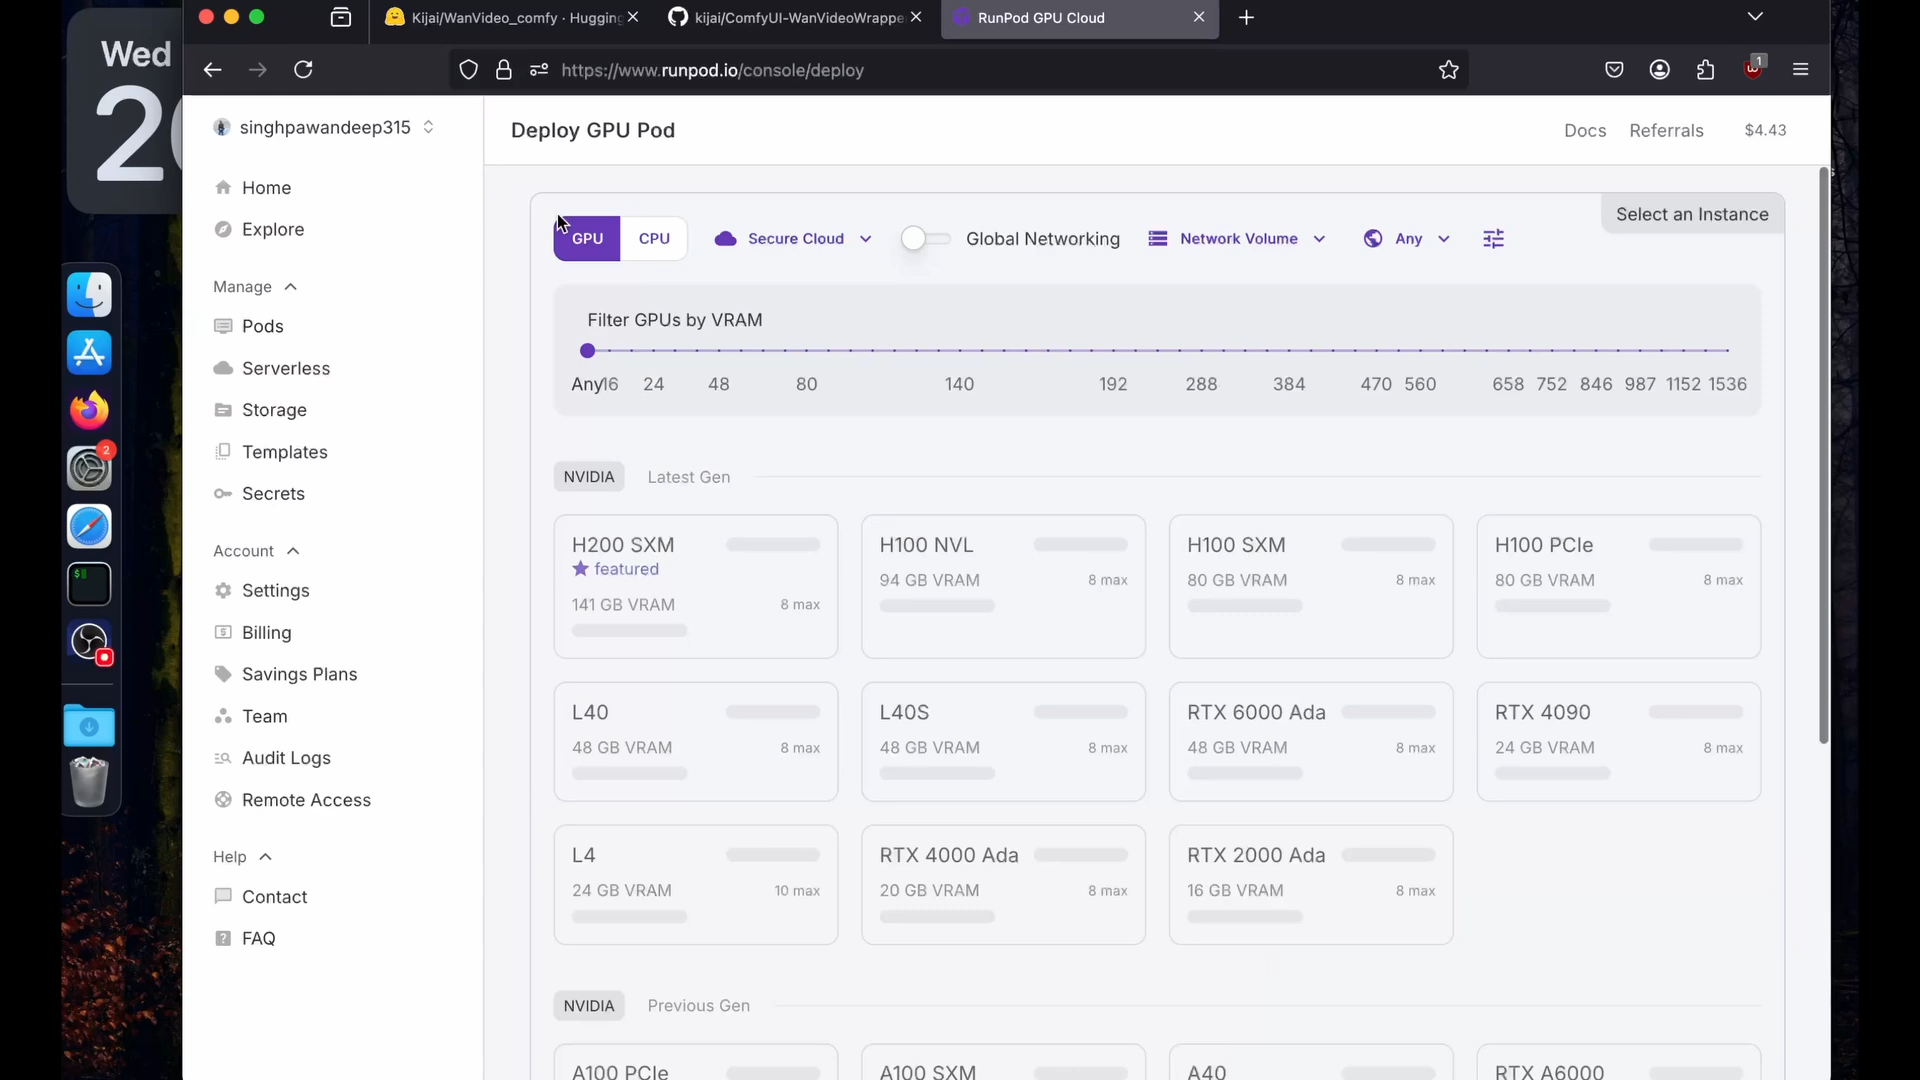 Wed
Kijai/WanVideo_comfy · Hugging
kijai/ComfyUI-WanVideoWrapper
RunPod GPU Cloud
https://www.runpod.io/console/deploy
1
singhpawandeep315
Deploy GPU Pod
Docs
Referrals
$4.43
Home
Explore
Manage
Pods
Serverless
Storage
Templates
Secrets
Account
Settings
Billing
Savings Plans
Team
Audit Logs
Remote Access
Help
Contact
FAQ
2
Select an Instance
GPU
CPU
Secure Cloud
Global Networking
Network Volume
Any
Filter GPUs by VRAM
Any 16 24 48 80 140 192 288 384 470 560 658 752 846 987 1152 1536
NVIDIA Latest Gen
H200 SXM
featured
141 GB VRAM 8 max
H100 NVL
94 GB VRAM 8 max
H100 SXM
80 GB VRAM 8 max
H100 PCIe
80 GB VRAM 8 max
L40
48 GB VRAM 8 max
L40S
48 GB VRAM 8 max
RTX 6000 Ada
48 GB VRAM 8 max
RTX 4090
24 GB VRAM 8 max
L4
24 GB VRAM 10 max
RTX 4000 Ada
20 GB VRAM 8 max
RTX 2000 Ada
16 GB VRAM 8 max
NVIDIA Previous Gen
A100 PCIe
A100 SXM
A40
RTX A6000